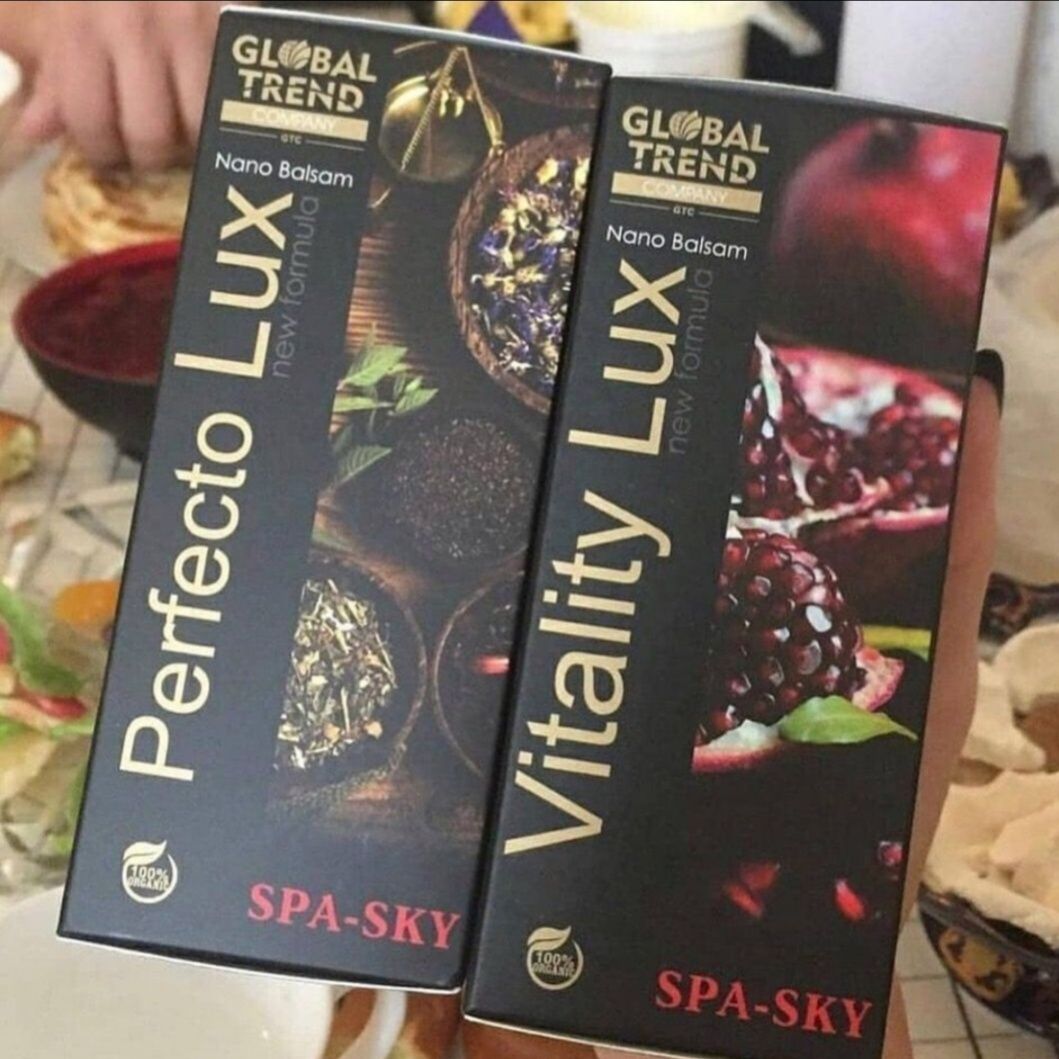 GLOBAL
TREND
COMPANY
GTC
Nano Balsam
Perfecto Lux
new formula
100%
ORGANIC
SPA-SKY
GLOBAL
TREND
COMPANY
GTC
Nano Balsam
Vitality Lux
new formula
100%
ORGANIC
SPA-SKY